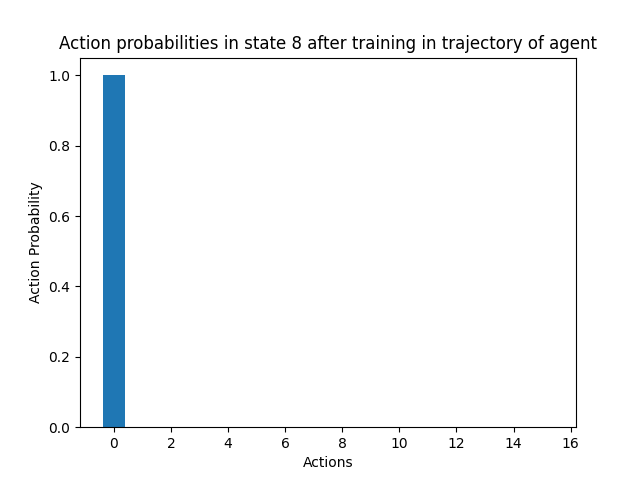 Action probabilities in state 8 after training in trajectory of agent
1.0
0.8
0.6
0.4
0.2
0.0
Action Probability
0 2 4 6 8 10 12 14 16
Actions